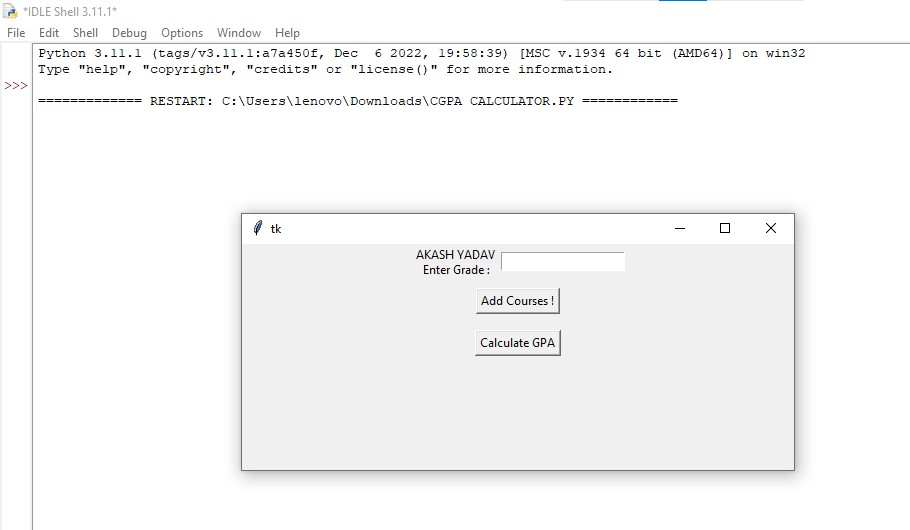 *IDLE Shell 3.11.1*
File Edit Shell Debug Options Window Help
Python 3.11.1 (tags/v3.11.1:a7a450f, Dec  6 2022, 19:58:39) [MSC v.1934 64 bit (AMD64)] on win32
Type "help", "copyright", "credits" or "license()" for more information.
>>>
============= RESTART: C:\Users\lenovo\Downloads\CGPA CALCULATOR.PY ============
tk
AKASH YADAV
Enter Grade :
Add Courses !
Calculate GPA